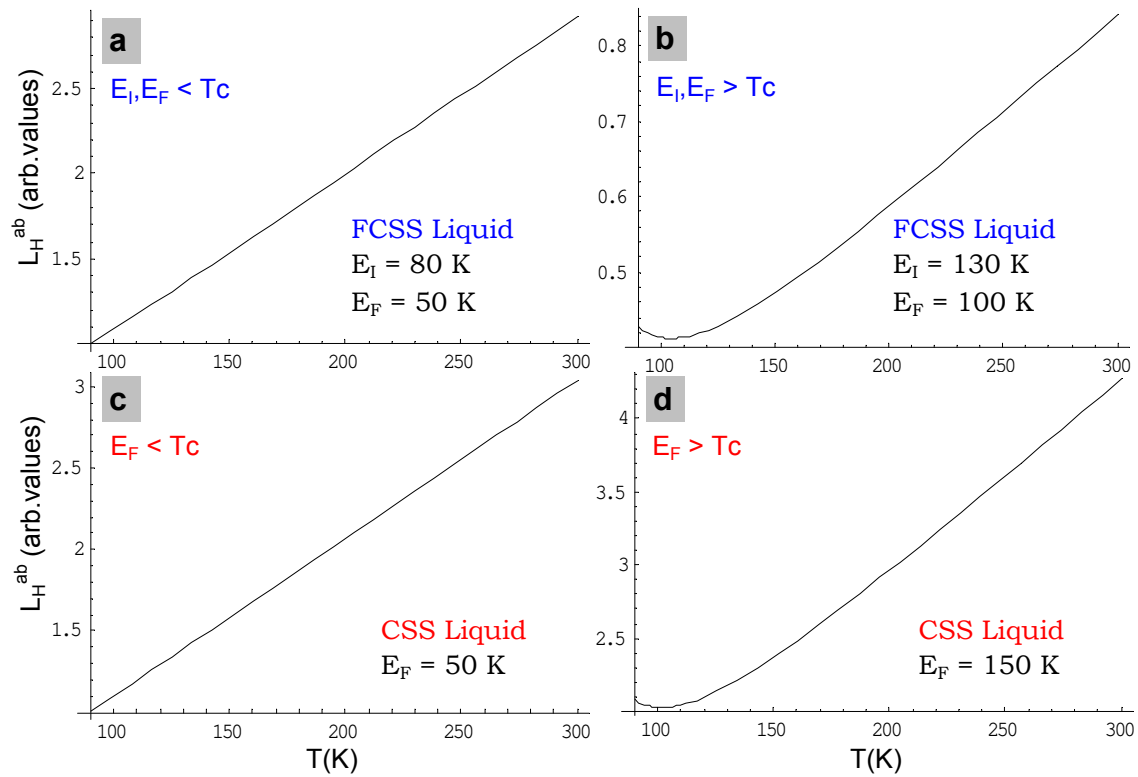 a
E_I,E_F < Tc
FCSS Liquid
E_I = 80 K
E_F = 50 K
L_H^ab (arb.values)
2.5
2
1.5
100 150 200 250 300
b
E_I,E_F > Tc
FCSS Liquid
E_I = 130 K
E_F = 100 K
0.8
0.7
0.6
0.5
100 150 200 250 300
c
E_F < Tc
CSS Liquid
E_F = 50 K
L_H^ab (arb.values)
3
2.5
2
1.5
100 150 200 250 300
T(K)
d
E_F > Tc
CSS Liquid
E_F = 150 K
4
3.5
3
2.5
100 150 200 250 300
T(K)